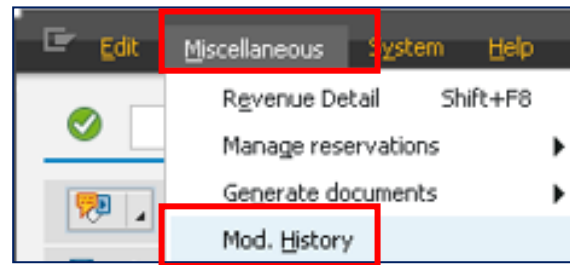 Edit Miscellaneous System Help
Revenue Detail Shift+F8
Manage reservations
Generate documents
Mod. History